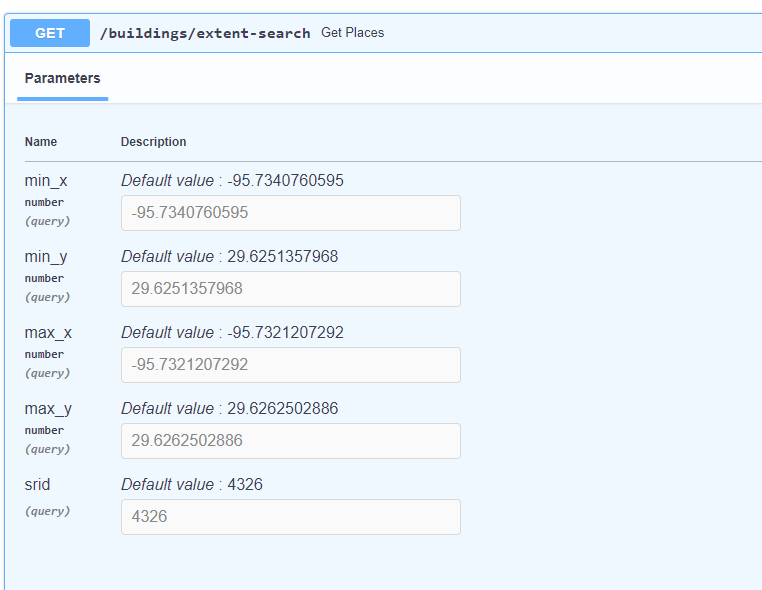 GET /buildings/extent-search Get Places
Parameters
Name Description
min_x Default value : -95.7340760595
number
(query)
-95.7340760595
min_y Default value : 29.6251357968
number
(query)
29.6251357968
max_x Default value : -95.7321207292
number
(query)
-95.7321207292
max_y Default value : 29.6262502886
number
(query)
29.6262502886
srid Default value : 4326
(query)
4326